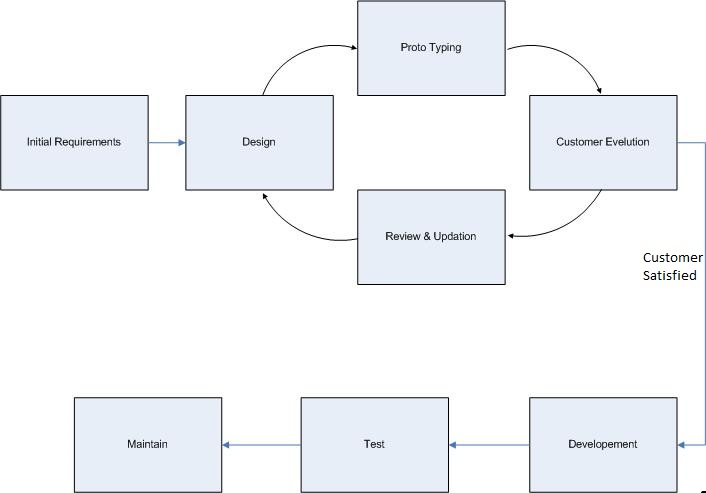 Proto Typing
Initial Requirements
Design
Customer Evelution
Review & Updation
Customer
Satisfied
Maintain
Test
Developement